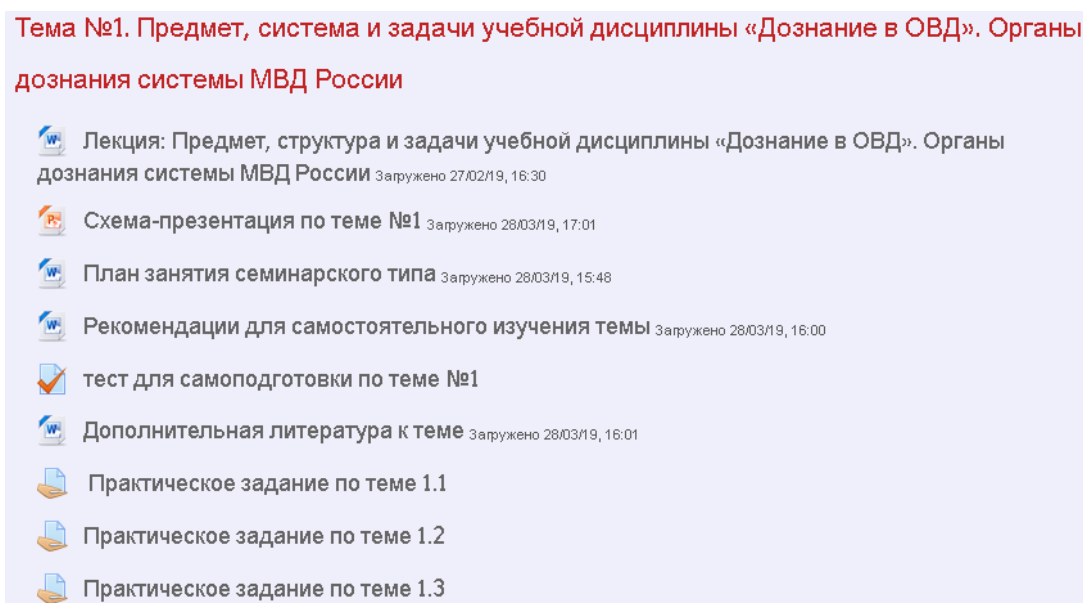 Тема №1. Предмет, система и задачи учебной дисциплины «Дознание в ОВД». Органы
дознания системы МВД России
Лекция: Предмет, структура и задачи учебной дисциплины «Дознание в ОВД». Органы
дознания системы МВД России Загружено 27/02/19, 16:30
Схема-презентация по теме №1 Загружено 28/03/19, 17:01
План занятия семинарского типа Загружено 28/03/19, 15:48
Рекомендации для самостоятельного изучения темы Загружено 28/03/19, 16:00
тест для самоподготовки по теме №1
Дополнительная литература к теме Загружено 28/03/19, 16:01
Практическое задание по теме 1.1
Практическое задание по теме 1.2
Практическое задание по теме 1.3